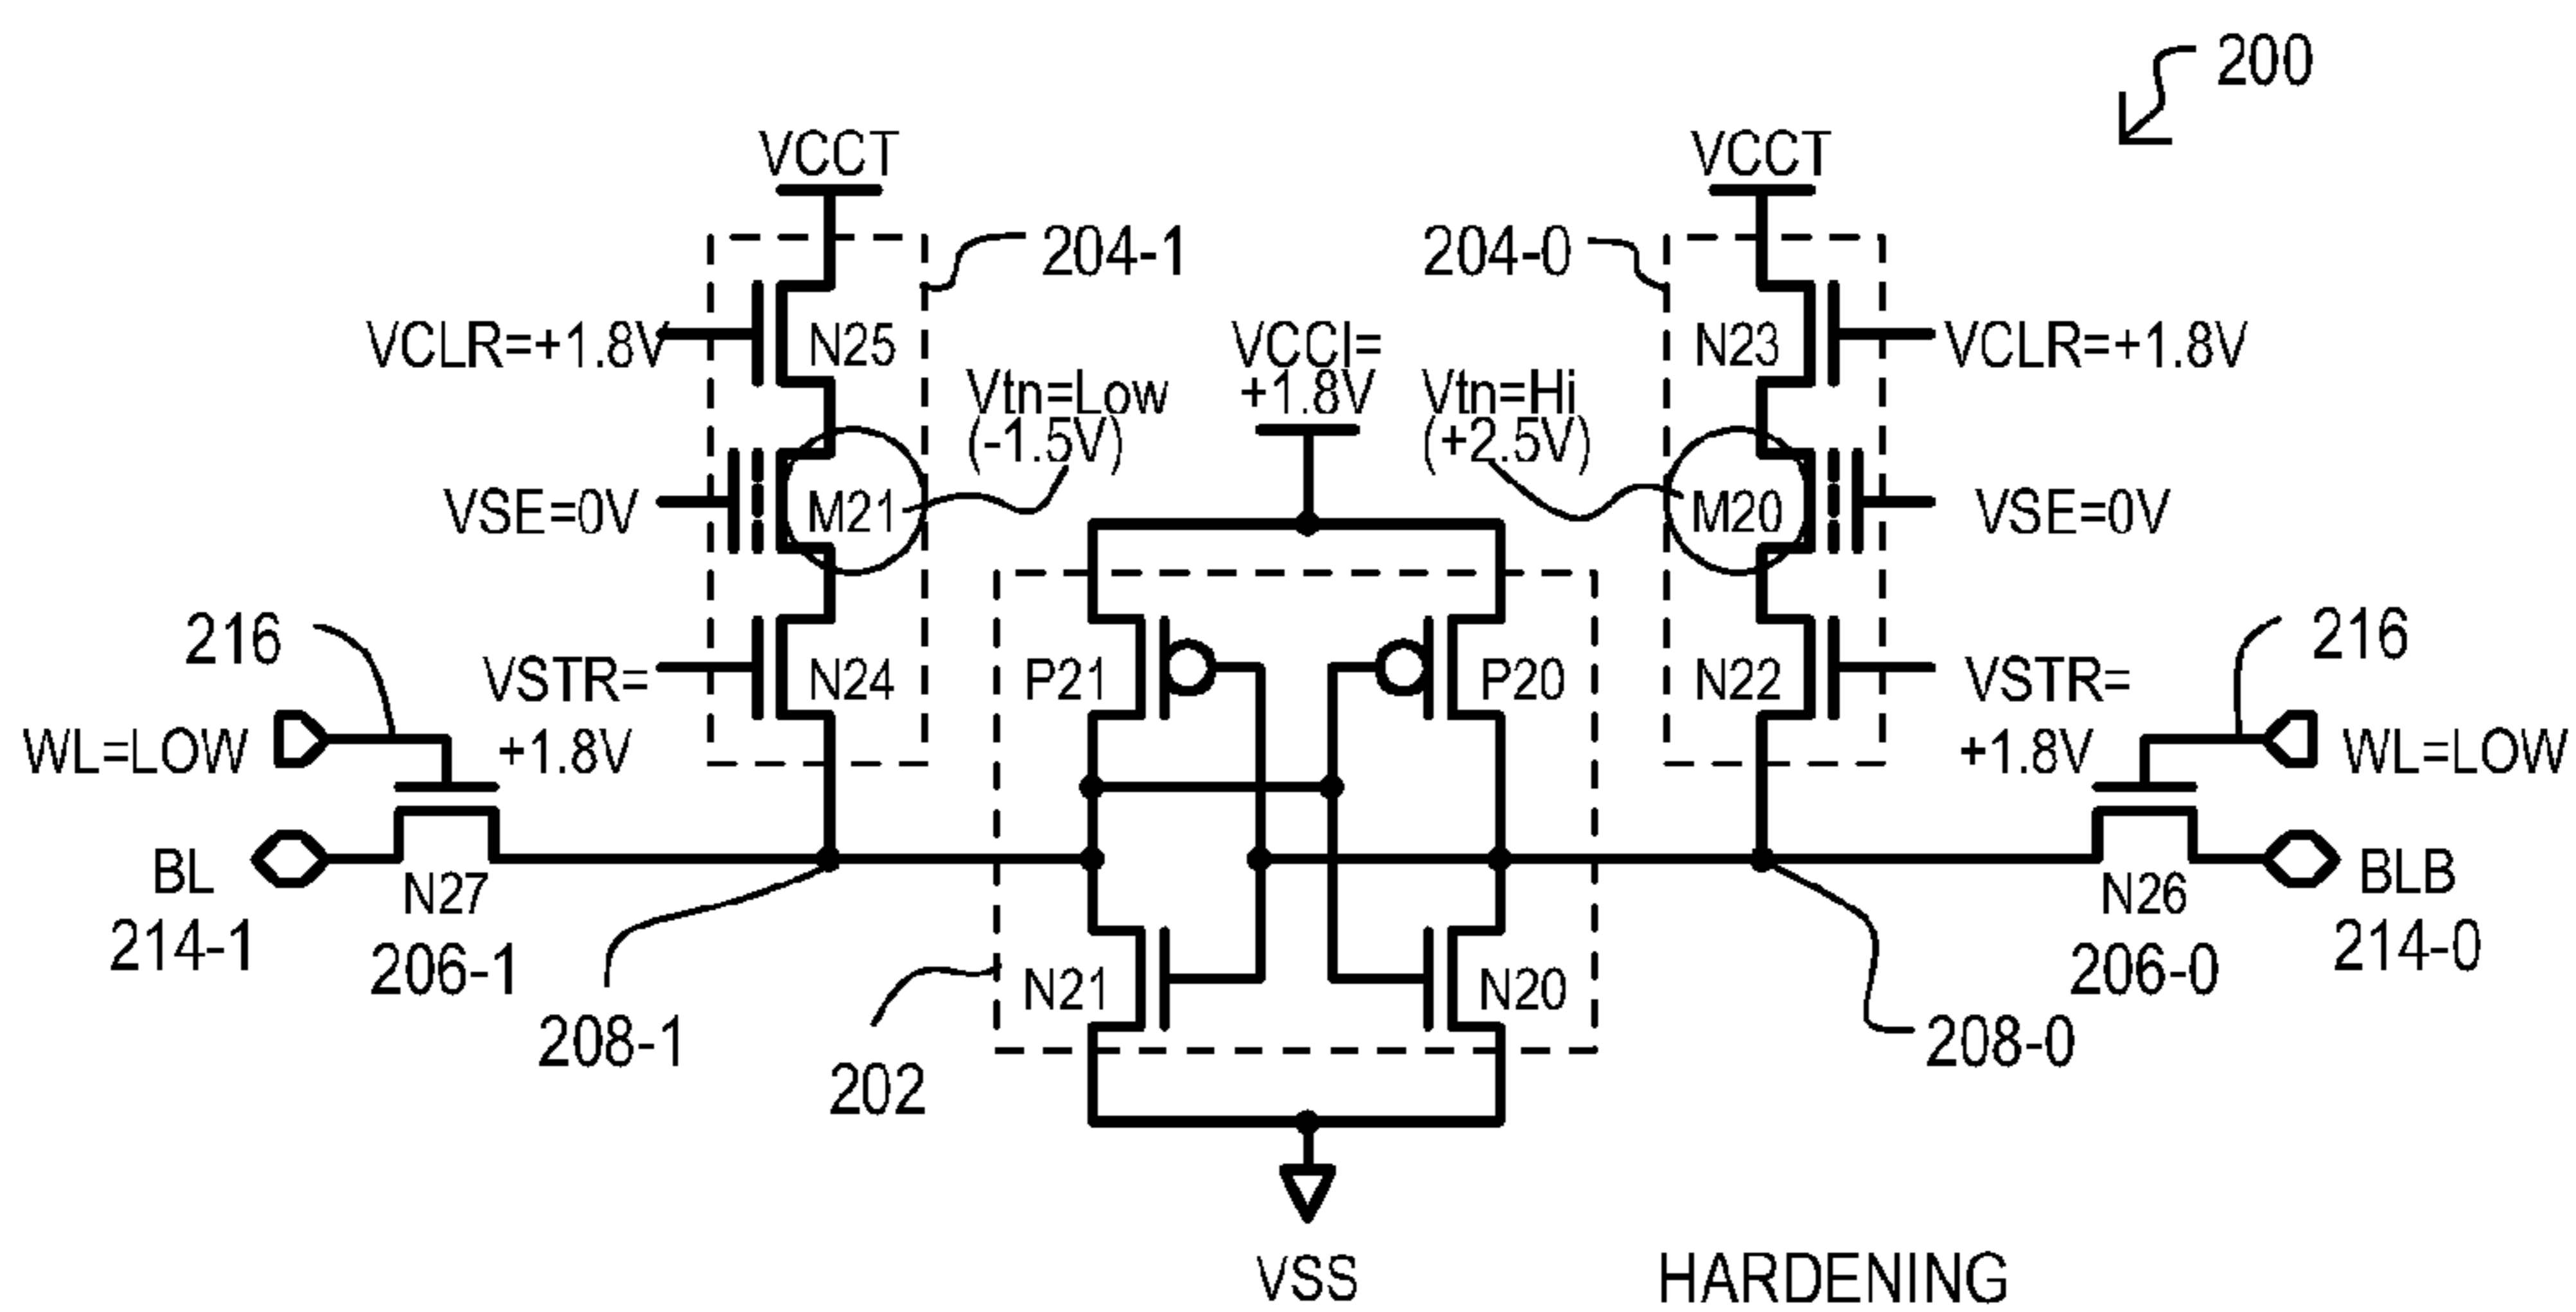 200
VCCT
VCCT
204-1
204-0
VCLR=+1.8V
N25
VCCI=
+1.8V
N23
VCLR=+1.8V
Vtn=Low
(-1.5V)
Vtn=Hi
(+2.5V)
VSE=0V
M21
M20
VSE=0V
216
VSTR=
+1.8V
N24
P21
P20
N22
VSTR=
+1.8V
216
WL=LOW
WL=LOW
BL
214-1
N27
206-1
N21
N20
N26
206-0
BLB
214-0
208-1
202
208-0
VSS
HARDENING